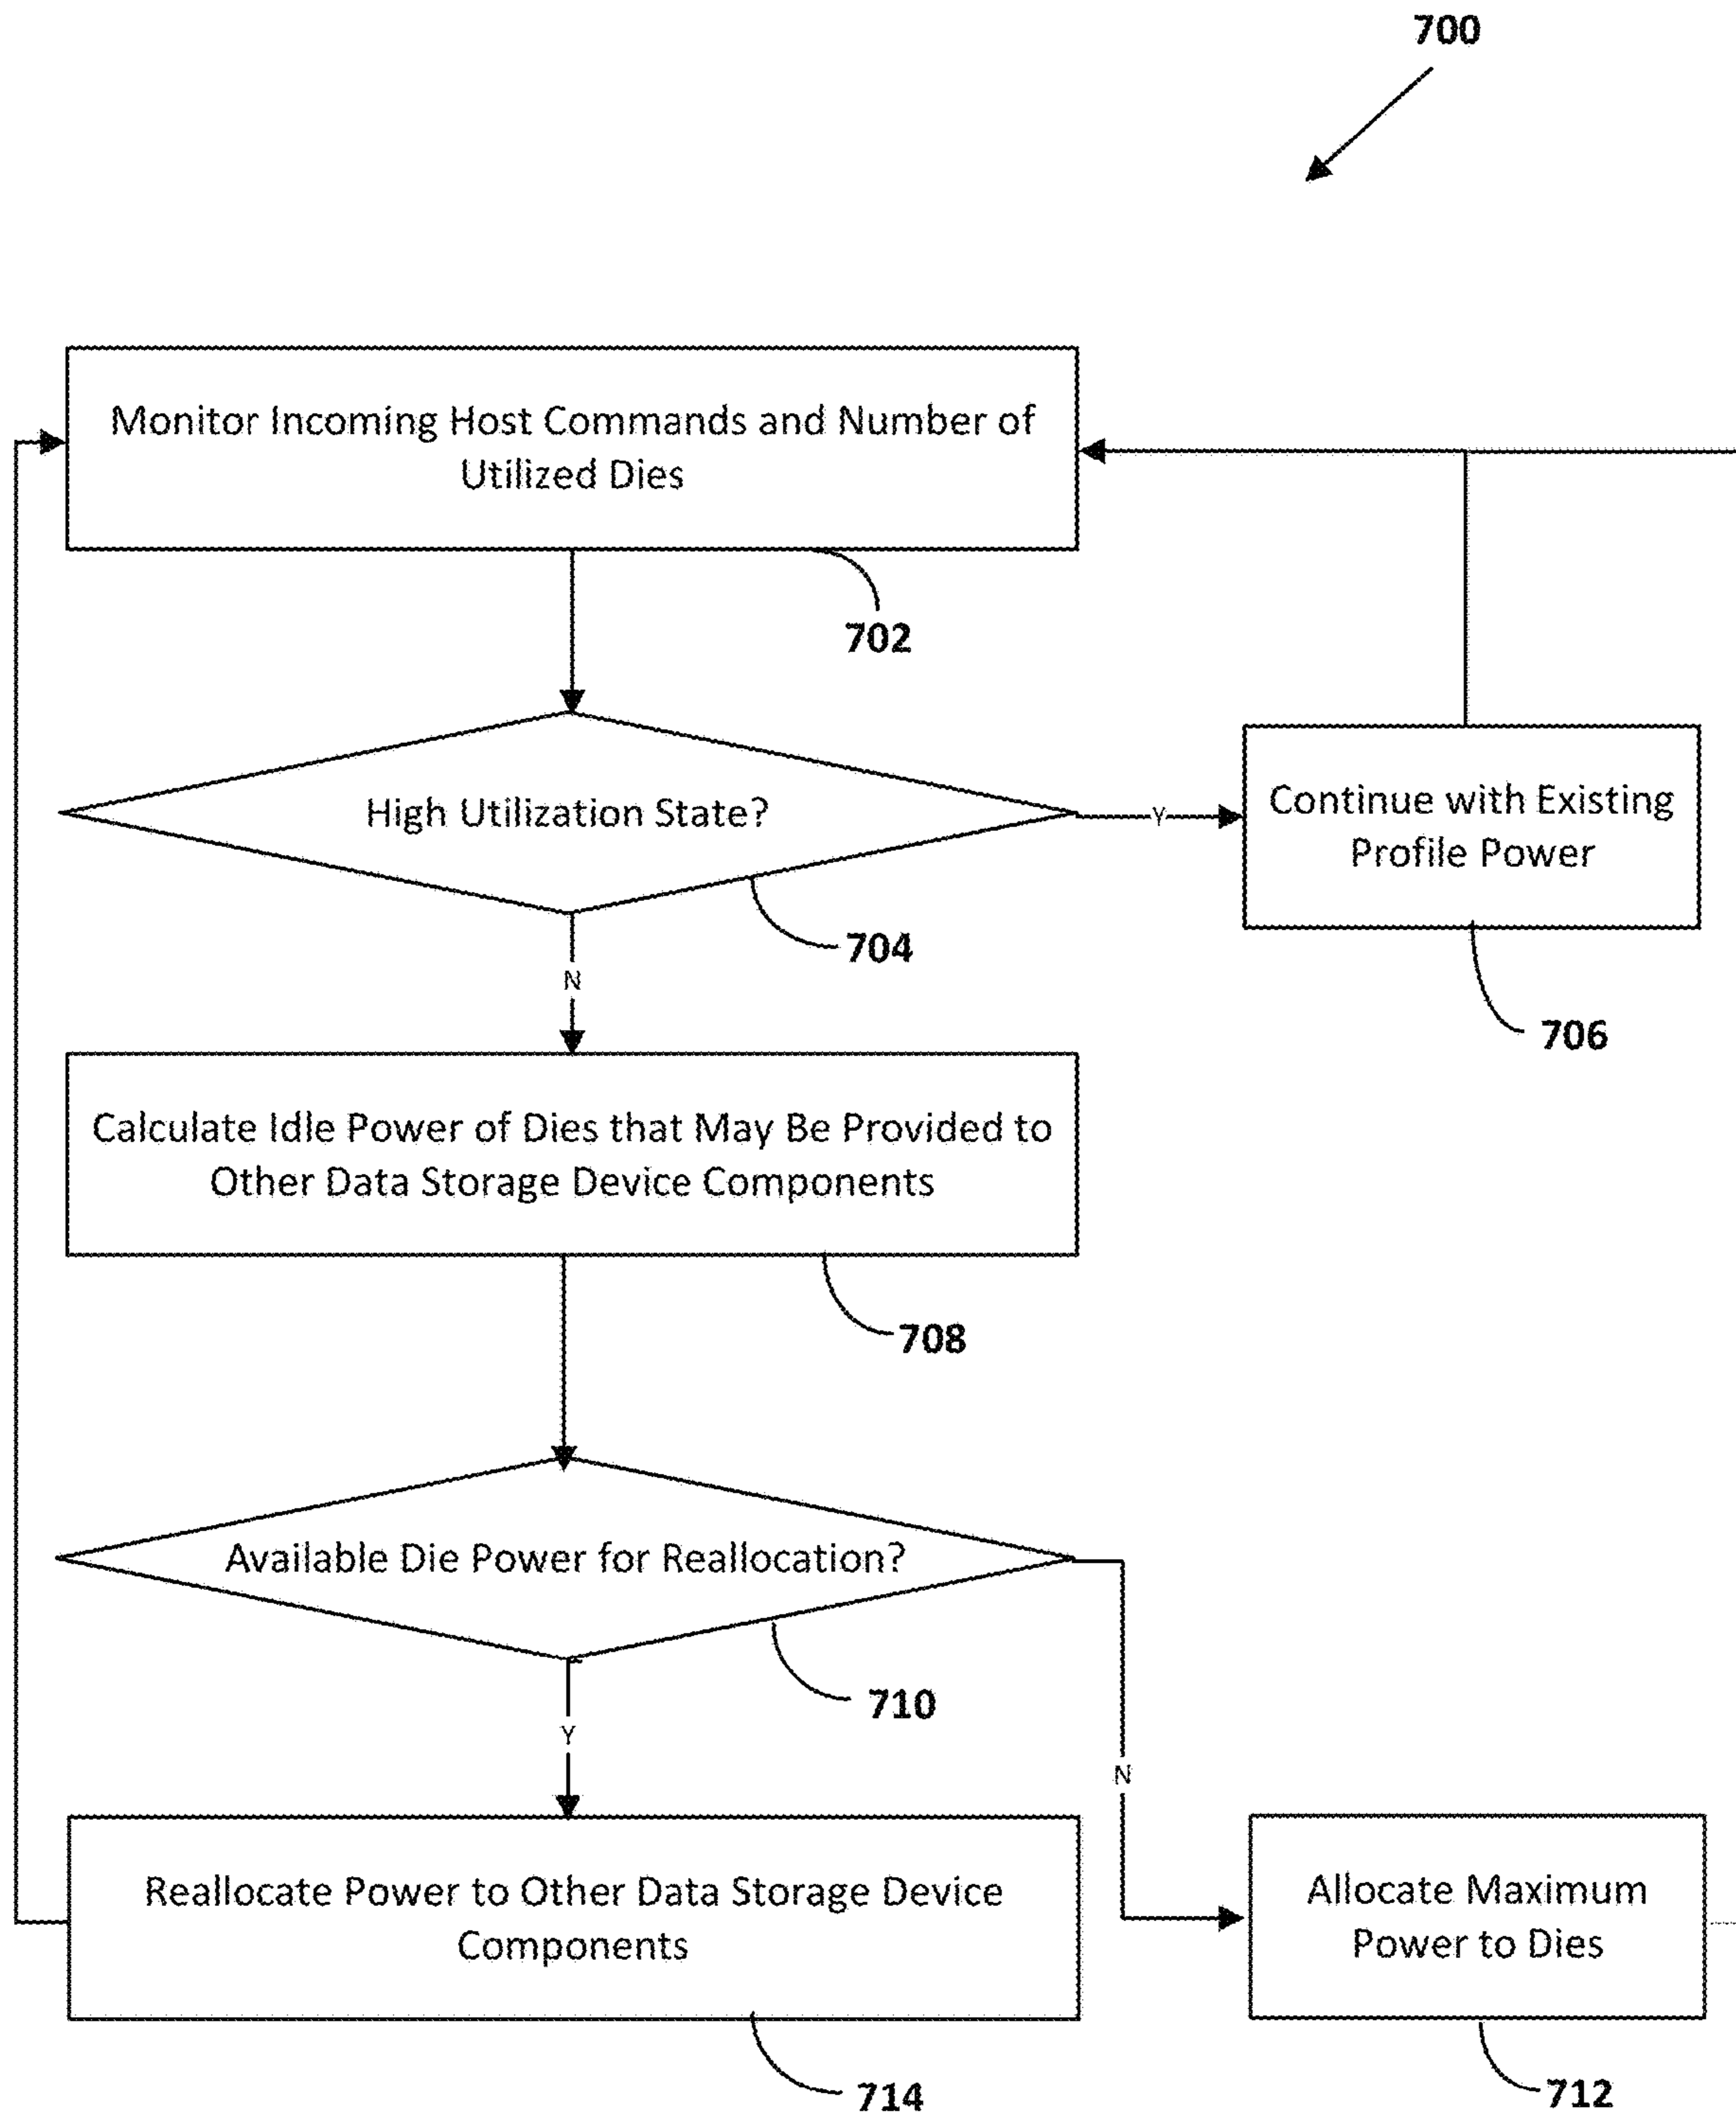 700
Monitor Incoming Host Commands and Number of
Utilized Dies
702
High Utilization State?
Y
Continue with Existing
Profile Power
704
706
N
Calculate Idle Power of Dies that May Be Provided to
Other Data Storage Device Components
708
Available Die Power for Reallocation?
710
Y
N
Reallocate Power to Other Data Storage Device
Components
Allocate Maximum
Power to Dies
714
712